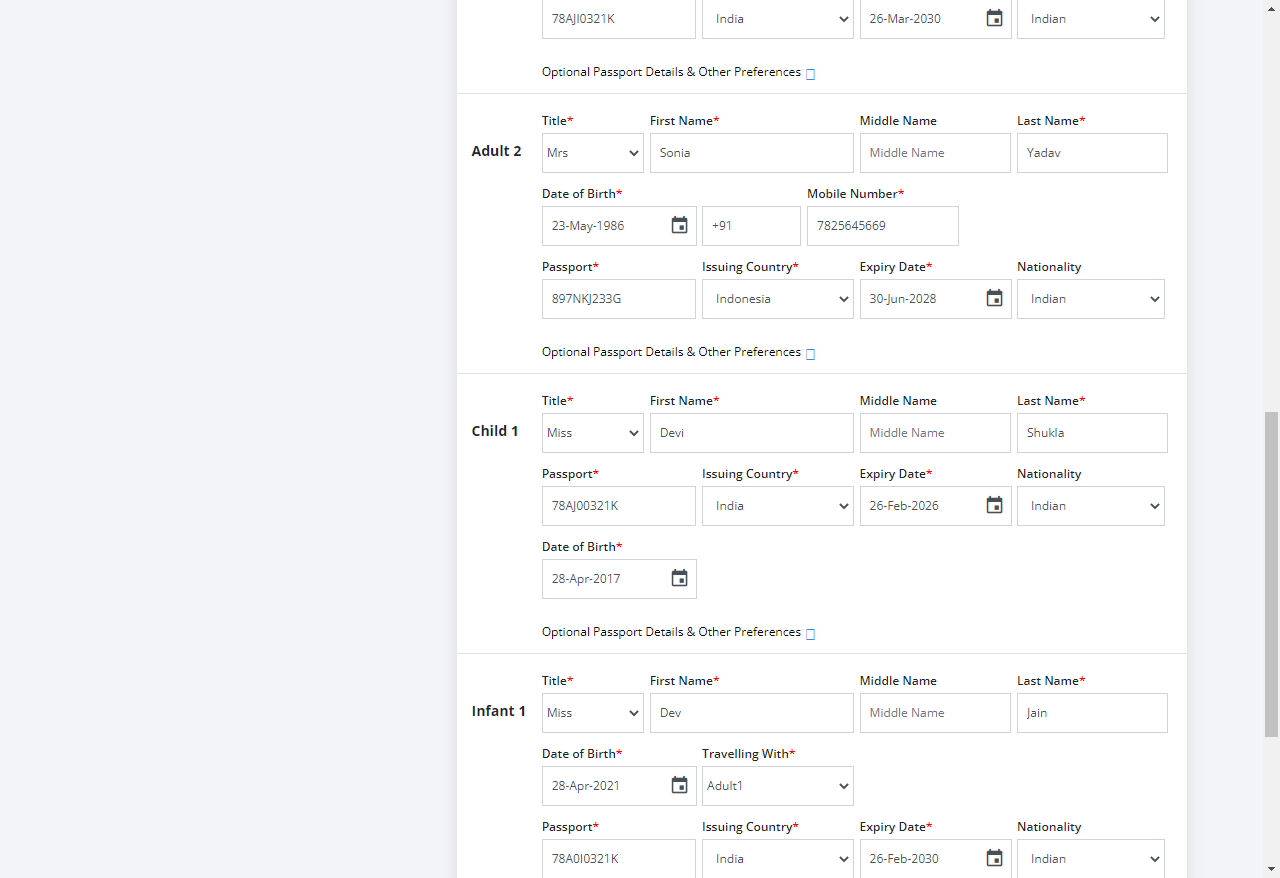 78AJI0321K India 26-Mar-2030 Indian
Optional Passport Details & Other Preferences
Title* First Name* Middle Name Last Name*
Adult 2 Mrs Sonia Middle Name Yadav
Date of Birth* Mobile Number*
23-May-1986 +91 7825645669
Passport* Issuing Country* Expiry Date* Nationality
897NKJ233G Indonesia 30-Jun-2028 Indian
Optional Passport Details & Other Preferences
Title* First Name* Middle Name Last Name*
Child 1 Miss Devi Middle Name Shukla
Passport* Issuing Country* Expiry Date* Nationality
78AJ00321K India 26-Feb-2026 Indian
Date of Birth*
28-Apr-2017
Optional Passport Details & Other Preferences
Title* First Name* Middle Name Last Name*
Infant 1 Miss Dev Middle Name Jain
Date of Birth* Travelling With*
28-Apr-2021 Adult1
Passport* Issuing Country* Expiry Date* Nationality
78A0I0321K India 26-Feb-2030 Indian